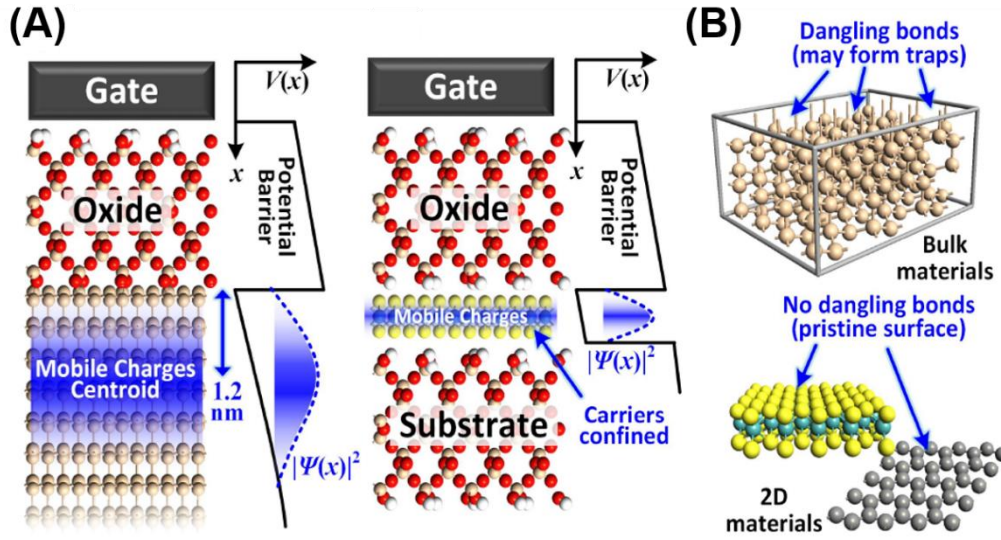 (A)
Gate
V(x)
x
Potential
Barrier
Oxide
Mobile Charges
Centroid
1.2
nm
|Ψ(x)|²
Gate
V(x)
x
Potential
Barrier
Oxide
Mobile Charges
|Ψ(x)|²
Carriers
confined
Substrate
(B)
Dangling bonds
(may form traps)
Bulk
materials
No dangling bonds
(pristine surface)
2D
materials